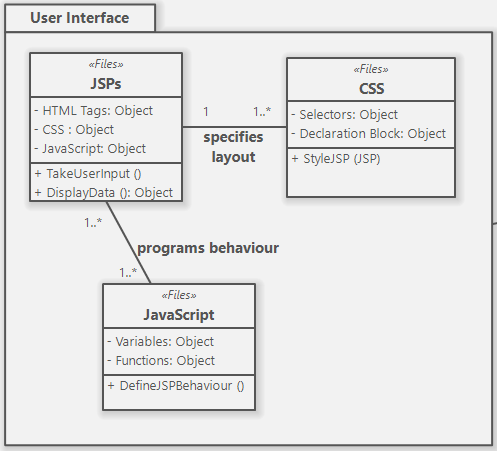 User Interface
«Files»
JSPs
- HTML Tags: Object
- CSS : Object
- JavaScript: Object
+ TakeUserInput ()
+ DisplayData (): Object
1
1..*
specifies
layout
«Files»
CSS
- Selectors: Object
- Declaration Block: Object
+ StyleJSP (JSP)
1..*
programs behaviour
1..*
«Files»
JavaScript
- Variables: Object
- Functions: Object
+ DefineJSPBehaviour ()